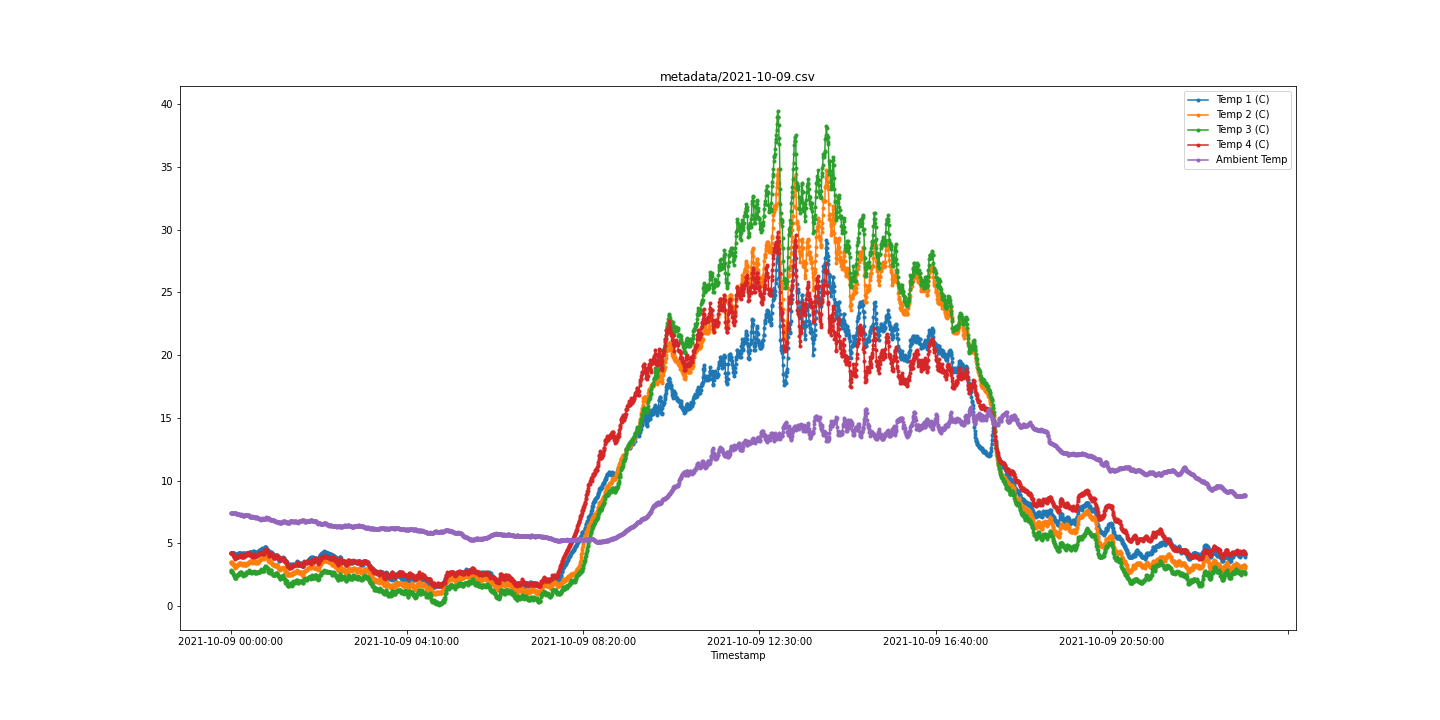 metadata/2021-10-09.csv
Temp 1 (C)
Temp 2 (C)
Temp 3 (C)
Temp 4 (C)
Ambient Temp
40
35
30
25
20
15
10
5
0
2021-10-09 00:00:00 2021-10-09 04:10:00 2021-10-09 08:20:00 2021-10-09 12:30:00 2021-10-09 16:40:00 2021-10-09 20:50:00
Timestamp